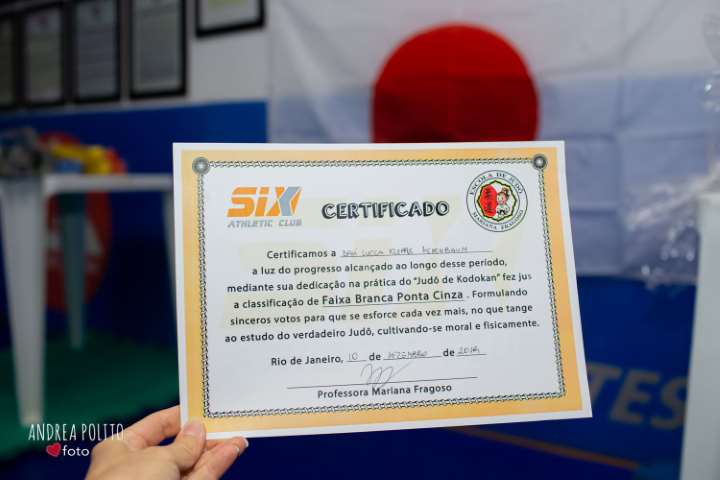 SIX
ATHLETIC CLUB
CERTIFICADO
ESCOLA DE JUDÔ
MARIANA FRAGOSO
Certificamos a DAVI LUCCA
a luz do progresso alcançado ao longo desse período,
mediante sua dedicação na prática do "Judô de Kodokan" fez jus
a classificação de Faixa Branca Ponta Cinza . Formulando
sinceros votos para que se esforce cada vez mais, no que tange
ao estudo do verdadeiro Judô, cultivando-se moral e fisicamente.
Rio de Janeiro, 10 de DEZEMBRO de
Professora Mariana Fragoso
ANDREA POLITO
foto
TES